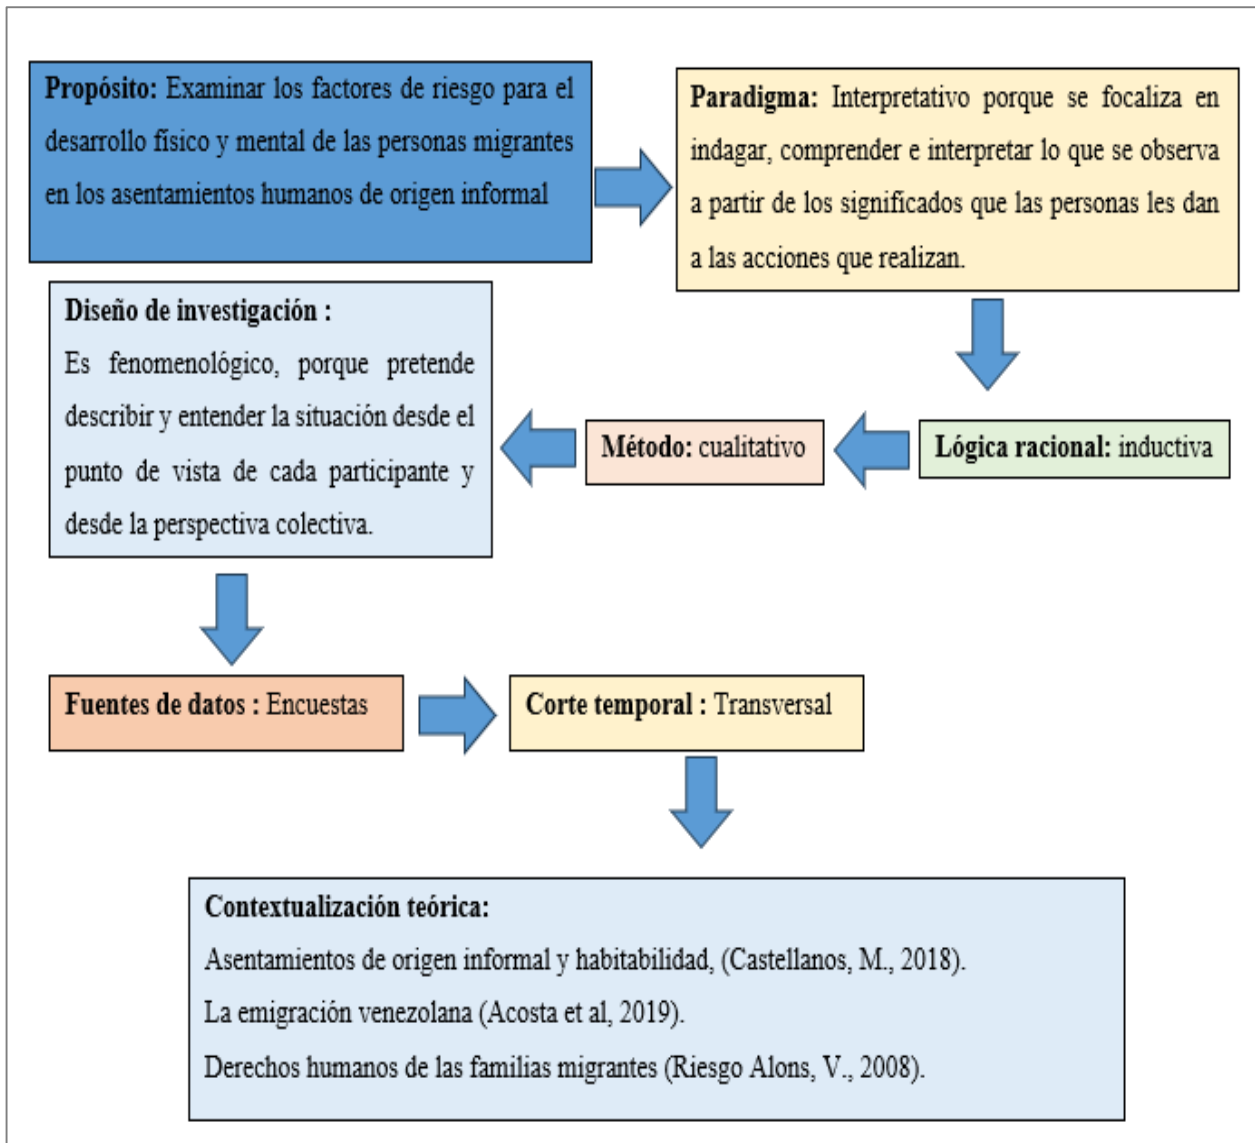 Propósito: Examinar los factores de riesgo para el
desarrollo físico y mental de las personas migrantes
en los asentamientos humanos de origen informal
Paradigma: Interpretativo porque se focaliza en
indagar, comprender e interpretar lo que se observa
a partir de los significados que las personas les dan
a las acciones que realizan.
Lógica racional: inductiva
Método: cualitativo
Diseño de investigación :
Es fenomenológico, porque pretende
describir y entender la situación desde el
punto de vista de cada participante y
desde la perspectiva colectiva.
Fuentes de datos : Encuestas
Corte temporal : Transversal
Contextualización teórica:
Asentamientos de origen informal y habitabilidad, (Castellanos, M., 2018).
La emigración venezolana (Acosta et al, 2019).
Derechos humanos de las familias migrantes (Riesgo Alons, V., 2008).